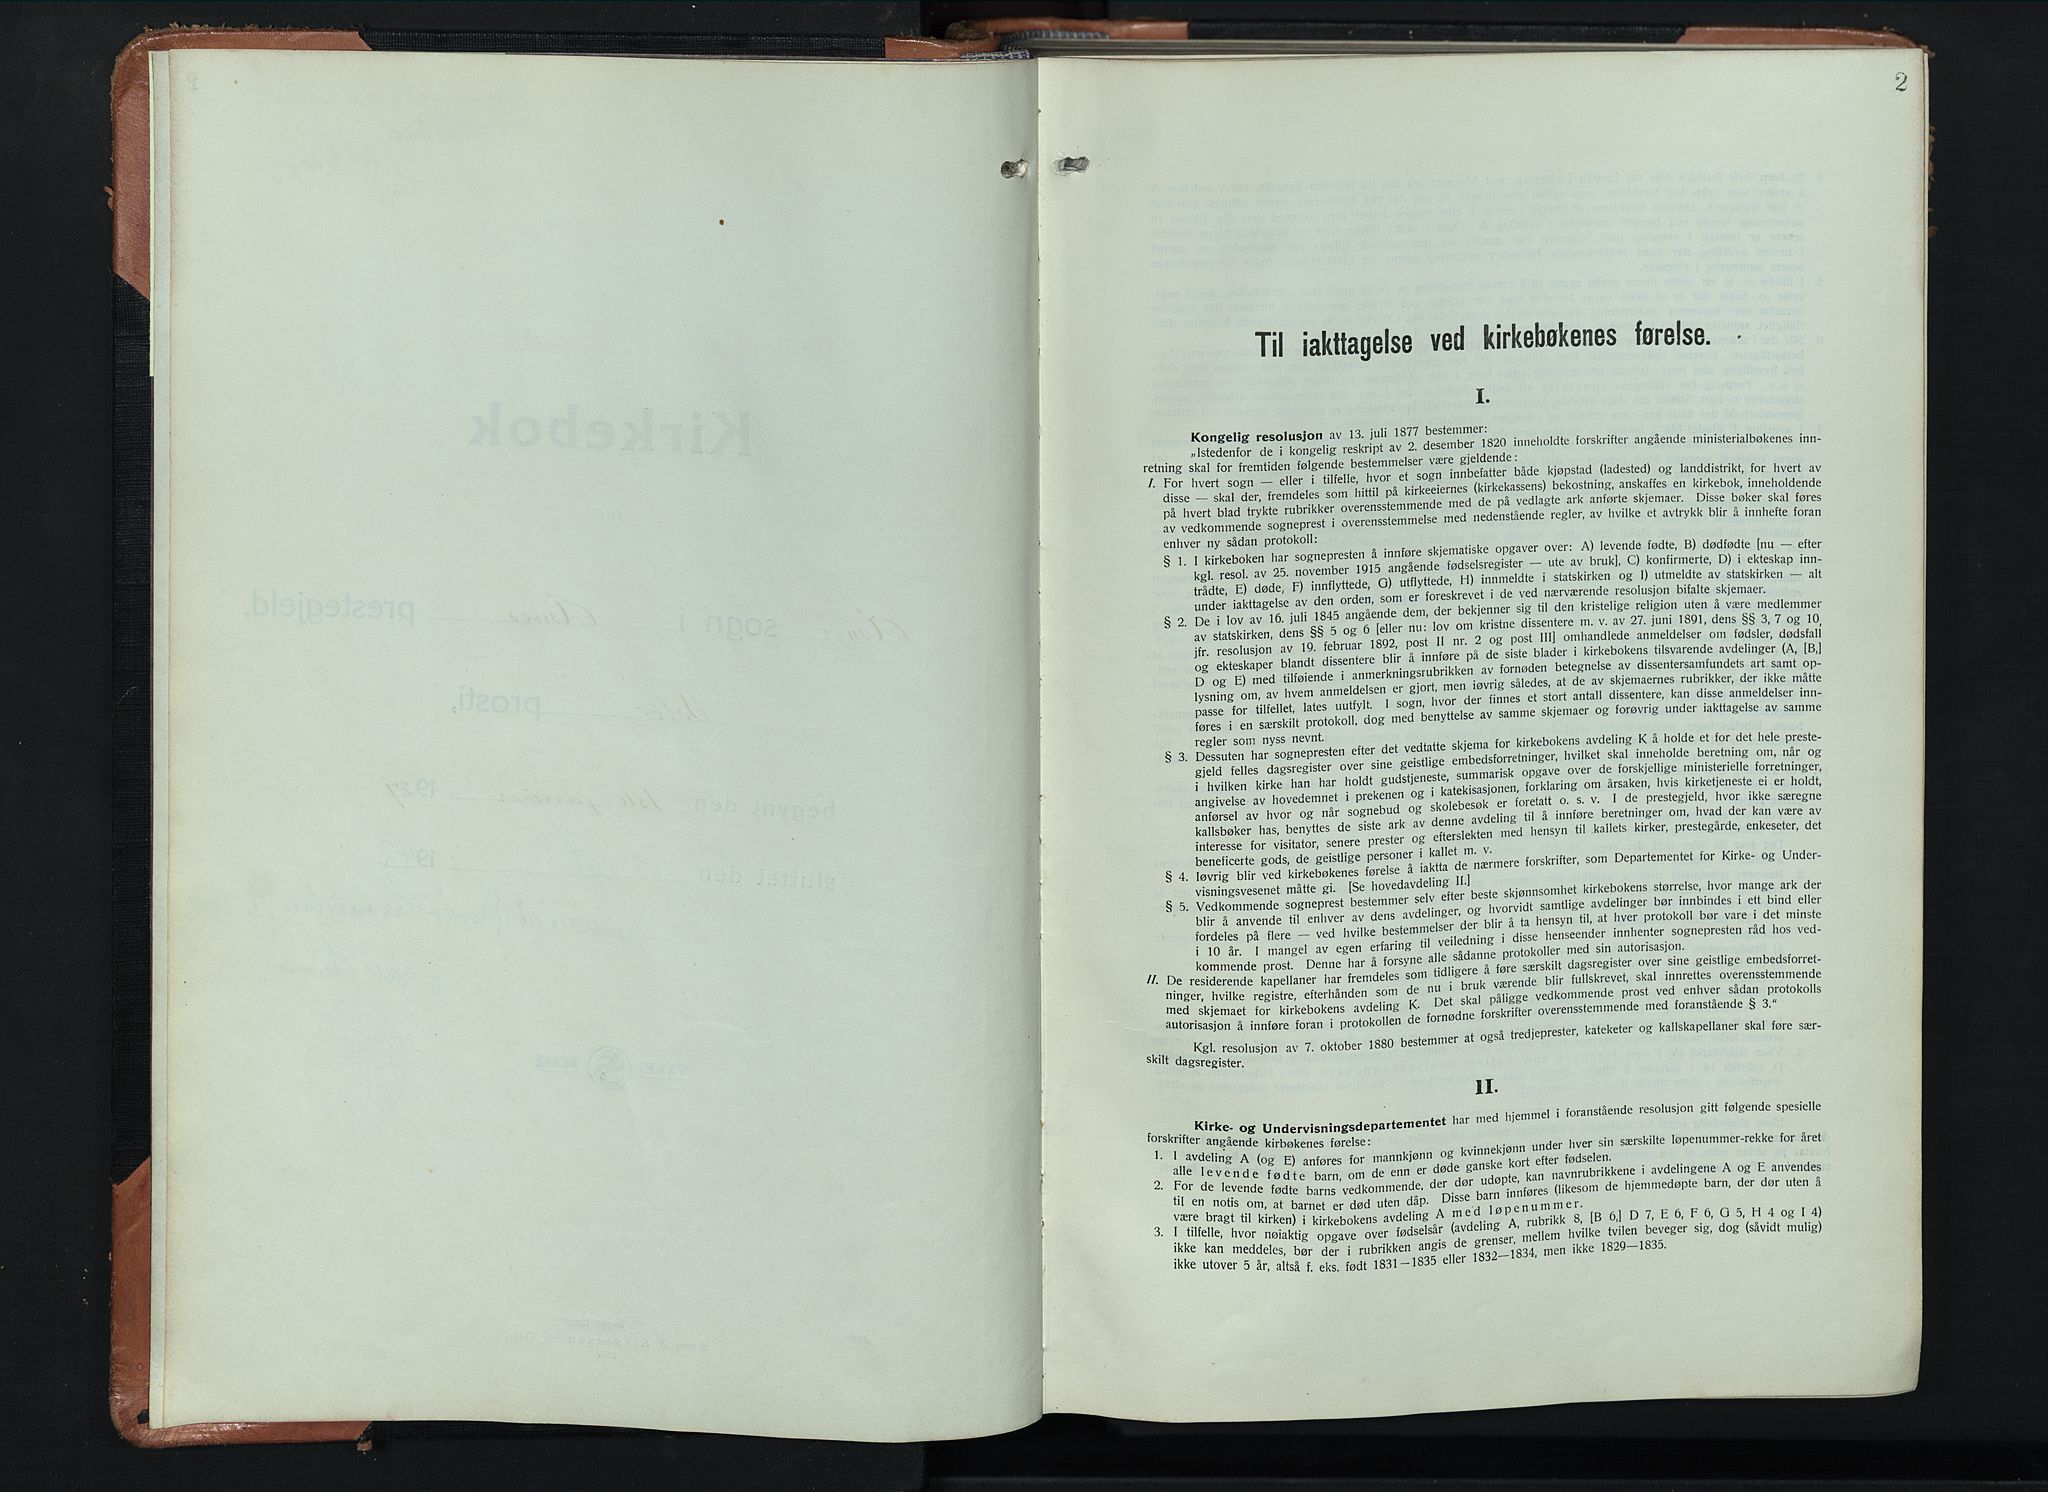 2
Til iakttagelse ved kirkebøkenes førelse.
I.
Kongelig resolusjon av 13. juli 1877 bestemmer:
„Istedenfor de i kongelig reskript av 2. desember 1820 inneholdte forskrifter angående ministerialbøkenes inn-
retning skal for fremtiden følgende bestemmelser være gjeldende:
I. For hvert sogn — eller i tilfelle, hvor et sogn innbefatter både kjøpstad (ladested) og landdistrikt, for hvert av
disse — skal der, fremdeles som hittil på kirkeeiernes (kirkekassens) bekostning, anskaffes en kirkebok, inneholdende
på hvert blad trykte rubrikker overensstemmende med de på vedlagte ark anførte skjemaer. Disse bøker skal føres
av vedkommende sogneprest i overensstemmelse med nedenstående regler, av hvilke et avtrykk blir å innhefte foran
enhver ny sådan protokoll:
§ 1. I kirkeboken har sognepresten å innføre skjematiske opgaver over: A) levende fødte, B) dødfødte [nu — efter
kgl. resol. av 25. november 1915 angående fødselsregister — ute av bruk], C) konfirmerte, D) i ekteskap inn-
trådte, E) døde, F) innflyttede, G) utflyttede, H) innmeldte i statskirken og I) utmeldte av statskirken — alt
under iakttagelse av den orden, som er foreskrevet i de ved nærværende resolusjon bifalte skjemaer.
§ 2. De i lov av 16. juli 1845 angående dem, der bekjenner sig til den kristelige religion uten å være medlemmer
av statskirken, dens §§ 5 og 6 [eller nu: lov om kristne dissentere m. v. av 27. juni 1891, dens §§ 3, 7 og 10,
jfr. resolusjon av 19. februar 1892, post II nr. 2 og post III] omhandlede anmeldelser om fødsler, dødsfall
og ekteskaper blandt dissentere blir å innføre på de siste blader i kirkebokens tilsvarende avdelinger (A, [B,]
D og E) med tilføiende i anmerkningsrubrikken av fornøden betegnelse av dissentersamfundets art samt op-
lysning om, av hvem anmeldelsen er gjort, men iøvrig således, at de av skjemaernes rubrikker, der ikke måtte
passe for tilfellet, lates uutfylt. I sogn, hvor der finnes et stort antall dissentere, kan disse anmeldelser inn-
føres i en særskilt protokoll, dog med benyttelse av samme skjemaer og forøvrig under iakttagelse av samme
regler som nyss nevnt.
§ 3. Dessuten har sognepresten efter det vedtatte skjema for kirkebokens avdeling K å holde et for det hele preste-
gjeld felles dagsregister over sine geistlige embedsforretninger, hvilket skal inneholde beretning om, når og
i hvilken kirke han har holdt gudstjeneste, summarisk opgave over de forskjellige ministerielle forretninger,
angivelse av hovedemnet i prekenen og i katekisasjonen, forklaring om årsaken, hvis kirketjeneste ei er holdt,
anførsel av hvor og når sognebud og skolebesøk er foretatt o. s. v. I de prestegjeld, hvor ikke særegne
kallsbøker has, benyttes de siste ark av denne avdeling til å innføre beretninger om, hvad der kan være av
interesse for visitator, senere prester og efterslekten med hensyn til kallets kirker, prestegårde, enkeseter, det
beneficerte gods, de geistlige personer i kallet m. v.
§ 4. Iøvrig blir ved kirkebøkenes førelse å iaktta de nærmere forskrifter, som Departementet for Kirke- og Under-
visningsvesenet måtte gi. [Se hovedavdeling II.]
§ 5. Vedkommende sogneprest bestemmer selv efter beste skjønnsomhet kirkebokens størrelse, hvor mange ark der
blir å anvende til enhver av dens avdelinger, og hvorvidt samtlige avdelinger bør innbindes i ett bind eller
fordeles på flere — ved hvilke bestemmelser der blir å ta hensyn til, at hver protokoll bør vare i det minste
i 10 år. I mangel av egen erfaring til veiledning i disse henseender innhenter sognepresten råd hos ved-
kommende prost. Denne har å forsyne alle sådanne protokoller med sin autorisasjon.
II. De residerende kapellaner har fremdeles som tidligere å føre særskilt dagsregister over sine geistlige embedsforret-
ninger, hvilke registre, efterhånden som de nu i bruk værende blir fullskrevet, skal innrettes overensstemmende
med skjemaet for kirkebokens avdeling K. Det skal påligge vedkommende prost ved enhver sådan protokolls
autorisasjon å innføre foran i protokollen de fornødne forskrifter overensstemmende med foranstående § 3.“
Kgl. resolusjon av 7. oktober 1880 bestemmer at også tredjeprester, kateketer og kallskapellaner skal føre sær-
skilt dagsregister.
II.
Kirke- og Undervisningsdepartementet har med hjemmel i foranstående resolusjon gitt følgende spesielle
forskrifter angående kirbøkenes førelse:
1. I avdeling A (og E) anføres for mannkjønn og kvinnekjønn under hver sin særskilte løpenummer-rekke for året
alle levende fødte barn, om de enn er døde ganske kort efter fødselen.
2. For de levende fødte barns vedkommende, der dør udøpte, kan navnrubrikkene i avdelingene A og E anvendes
til en notis om, at barnet er død uten dåp. Disse barn innføres (likesom de hjemmedøpte barn, der dør uten å
være bragt til kirken) i kirkebokens avdeling A med løpenummer.
3. I tilfelle, hvor nøiaktig opgave over fødselsår (avdeling A, rubrikk 8, [B 6,] D 7, E 6, F 6, G 5, H 4 og I 4)
ikke kan meddeles, bør der i rubrikken angis de grenser, mellem hvilke tvilen beveger sig, dog (såvidt mulig)
ikke utover 5 år, altså f. eks. født 1831—1835 eller 1832—1834, men ikke 1829—1835.